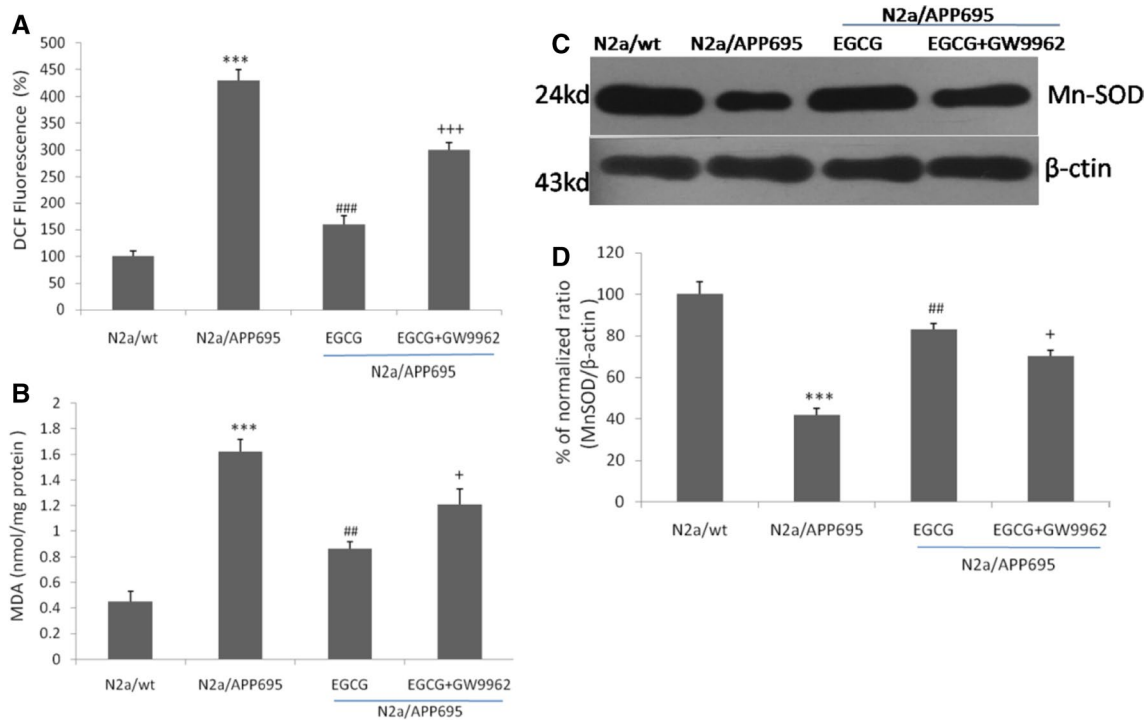 A
DCF Fluorescence (%)
500
450
400
350
300
250
200
150
100
50
0
***
###
+++
N2a/wt N2a/APP695 EGCG EGCG+GW9962
N2a/APP695
B
MDA (nmol/mg protein )
2
1.8
1.6
1.4
1.2
1
0.8
0.6
0.4
0.2
0
***
##
+
N2a/wt N2a/APP695 EGCG EGCG+GW9962
N2a/APP695
C
N2a/APP695
N2a/wt N2a/APP695 EGCG EGCG+GW9962
24kd Mn-SOD
43kd β-ctin
D
% of normalized ratio
(MnSOD/β-actin )
120
100
80
60
40
20
0
***
##
+
N2a/wt N2a/APP695 EGCG EGCG+GW9962
N2a/APP695